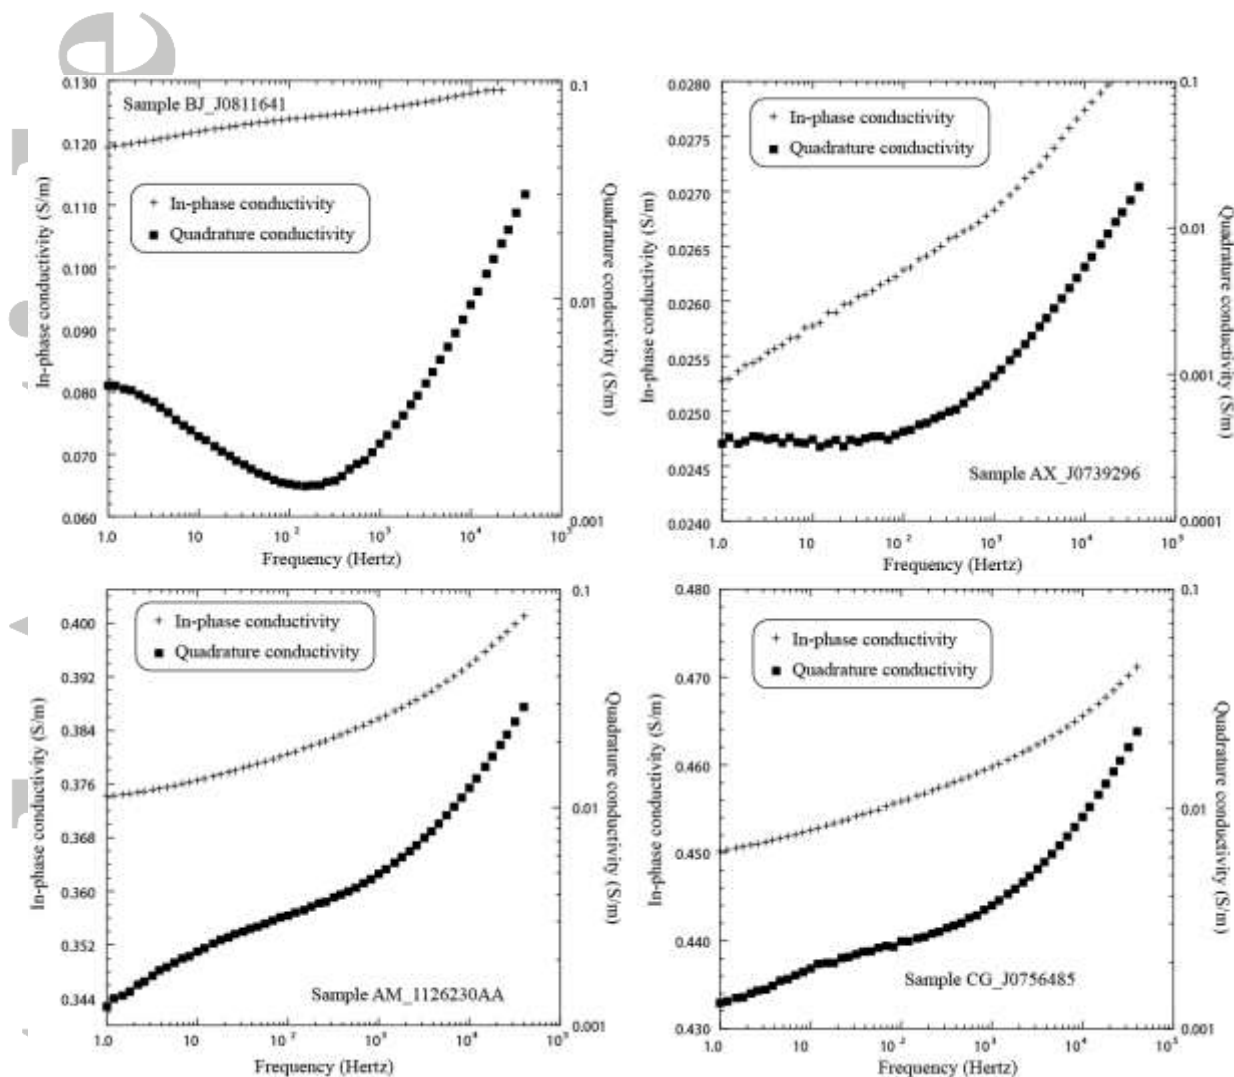 Sample BJ_J0811641
In-phase conductivity
Quadrature conductivity
0.130
0.120
0.110
0.100
0.090
0.080
0.070
0.060
In-phase conductivity (S/m)
0.1
0.01
0.001
Quadrature conductivity (S/m)
1.0 10 10² 10³ 10⁴ 10⁵
Frequency (Hertz)
In-phase conductivity
Quadrature conductivity
0.0280
0.0275
0.0270
0.0265
0.0260
0.0255
0.0250
0.0245
0.0240
In-phase conductivity (S/m)
0.1
0.01
0.001
0.0001
Quadrature conductivity (S/m)
Sample AX_J0739296
1.0 10 10² 10³ 10⁴ 10⁵
Frequency (Hertz)
In-phase conductivity
Quadrature conductivity
0.400
0.392
0.384
0.376
0.368
0.360
0.352
0.344
In-phase conductivity (S/m)
0.1
0.01
0.001
Quadrature conductivity (S/m)
Sample AM_1126230AA
1.0 10 10² 10³ 10⁴ 10⁵
Frequency (Hertz)
In-phase conductivity
Quadrature conductivity
0.480
0.470
0.460
0.450
0.440
0.430
In-phase conductivity (S/m)
0.1
0.01
0.001
Quadrature conductivity (S/m)
Sample CG_J0756485
1.0 10 10² 10³ 10⁴ 10⁵
Frequency (Hertz)